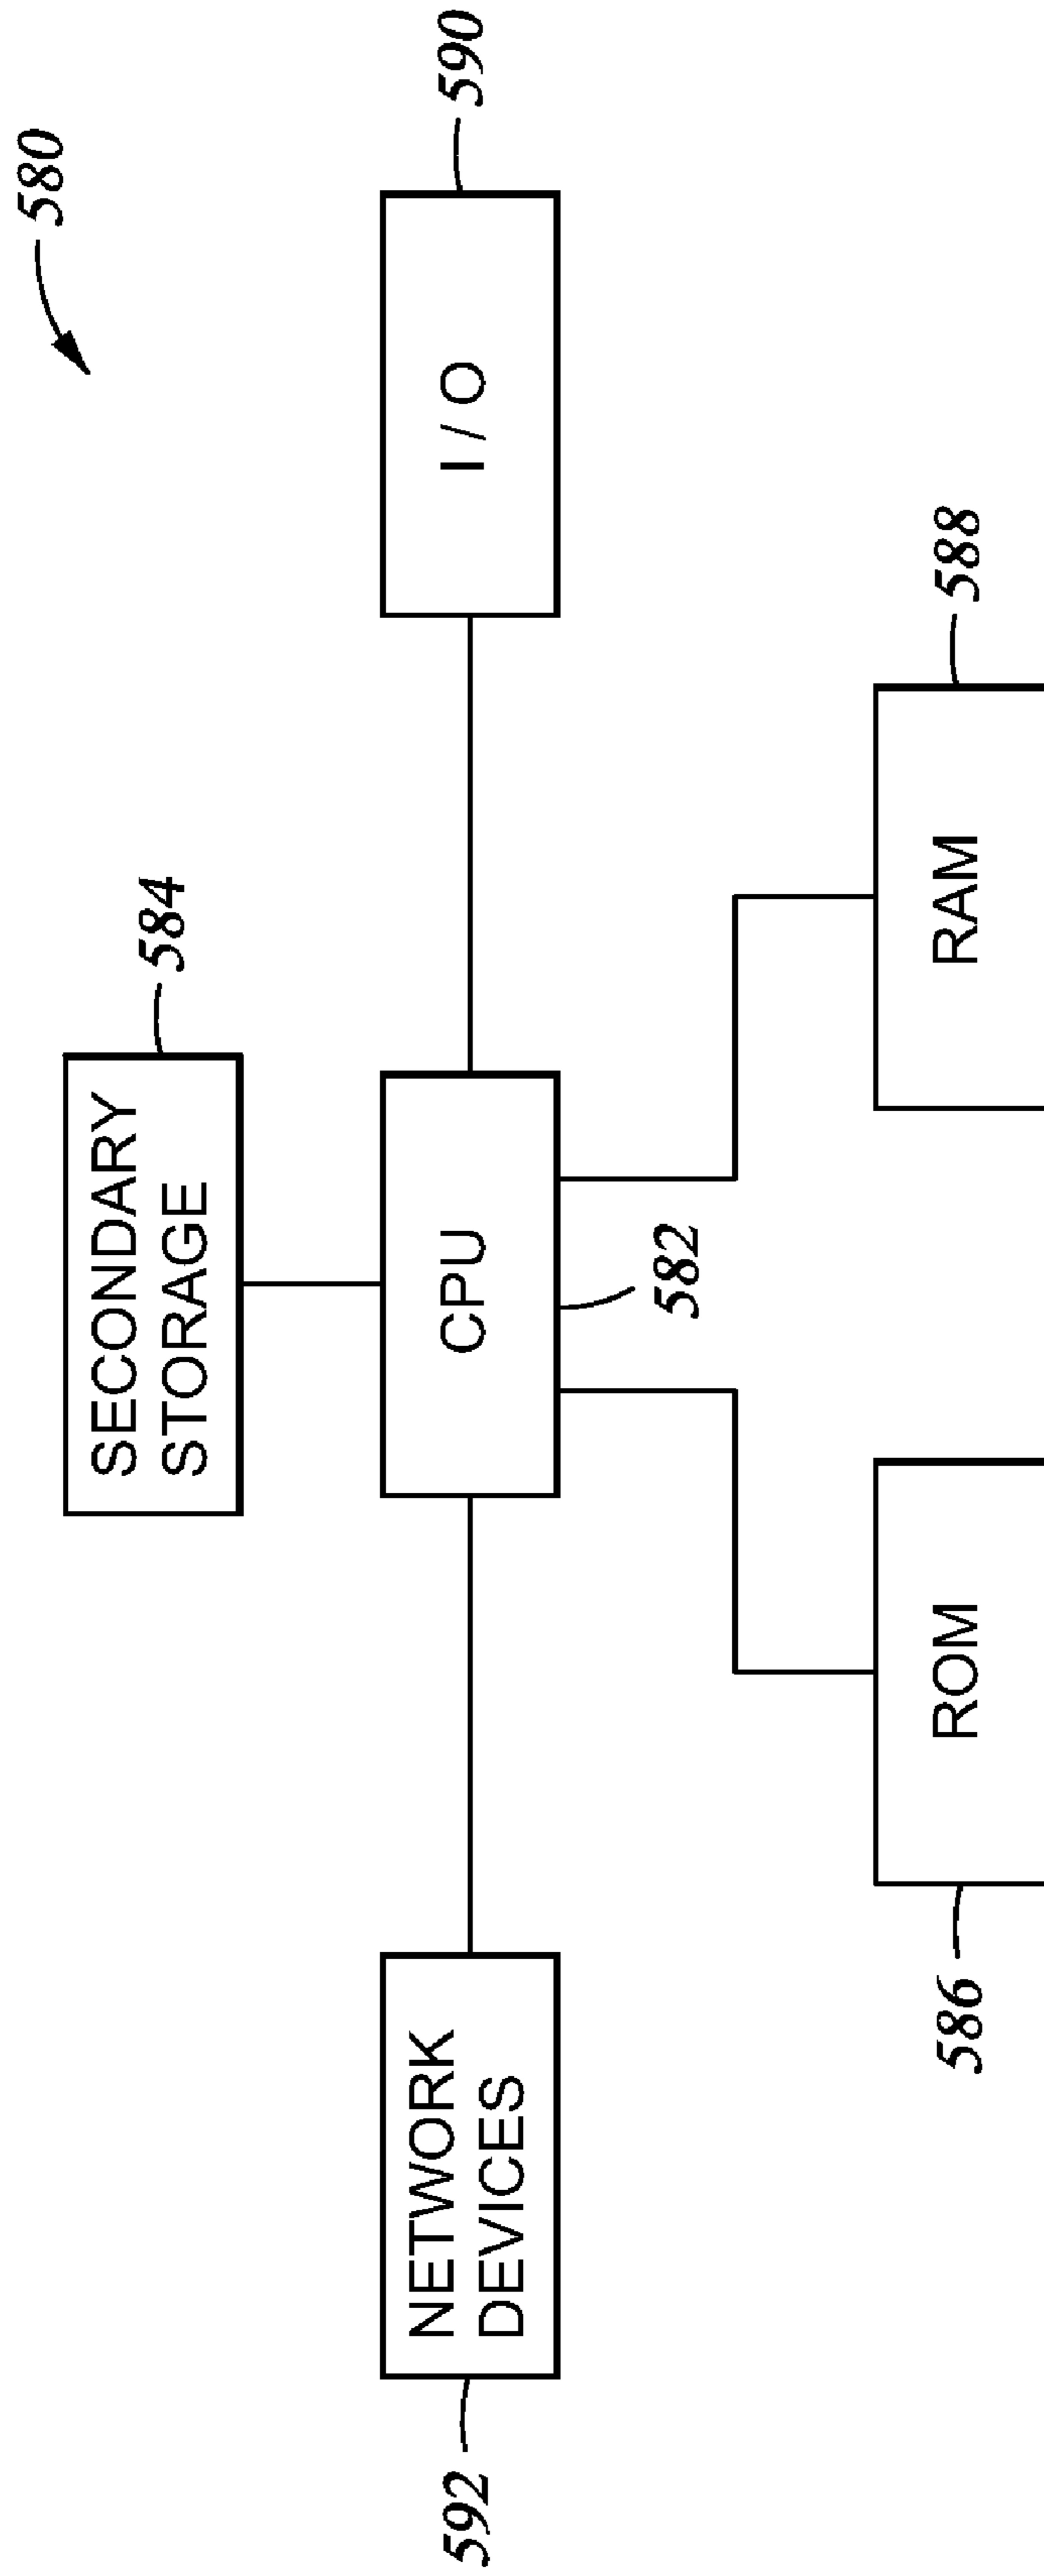 580
SECONDARY
STORAGE
584
NETWORK
DEVICES
592
CPU
582
I / O
590
ROM
586
RAM
588